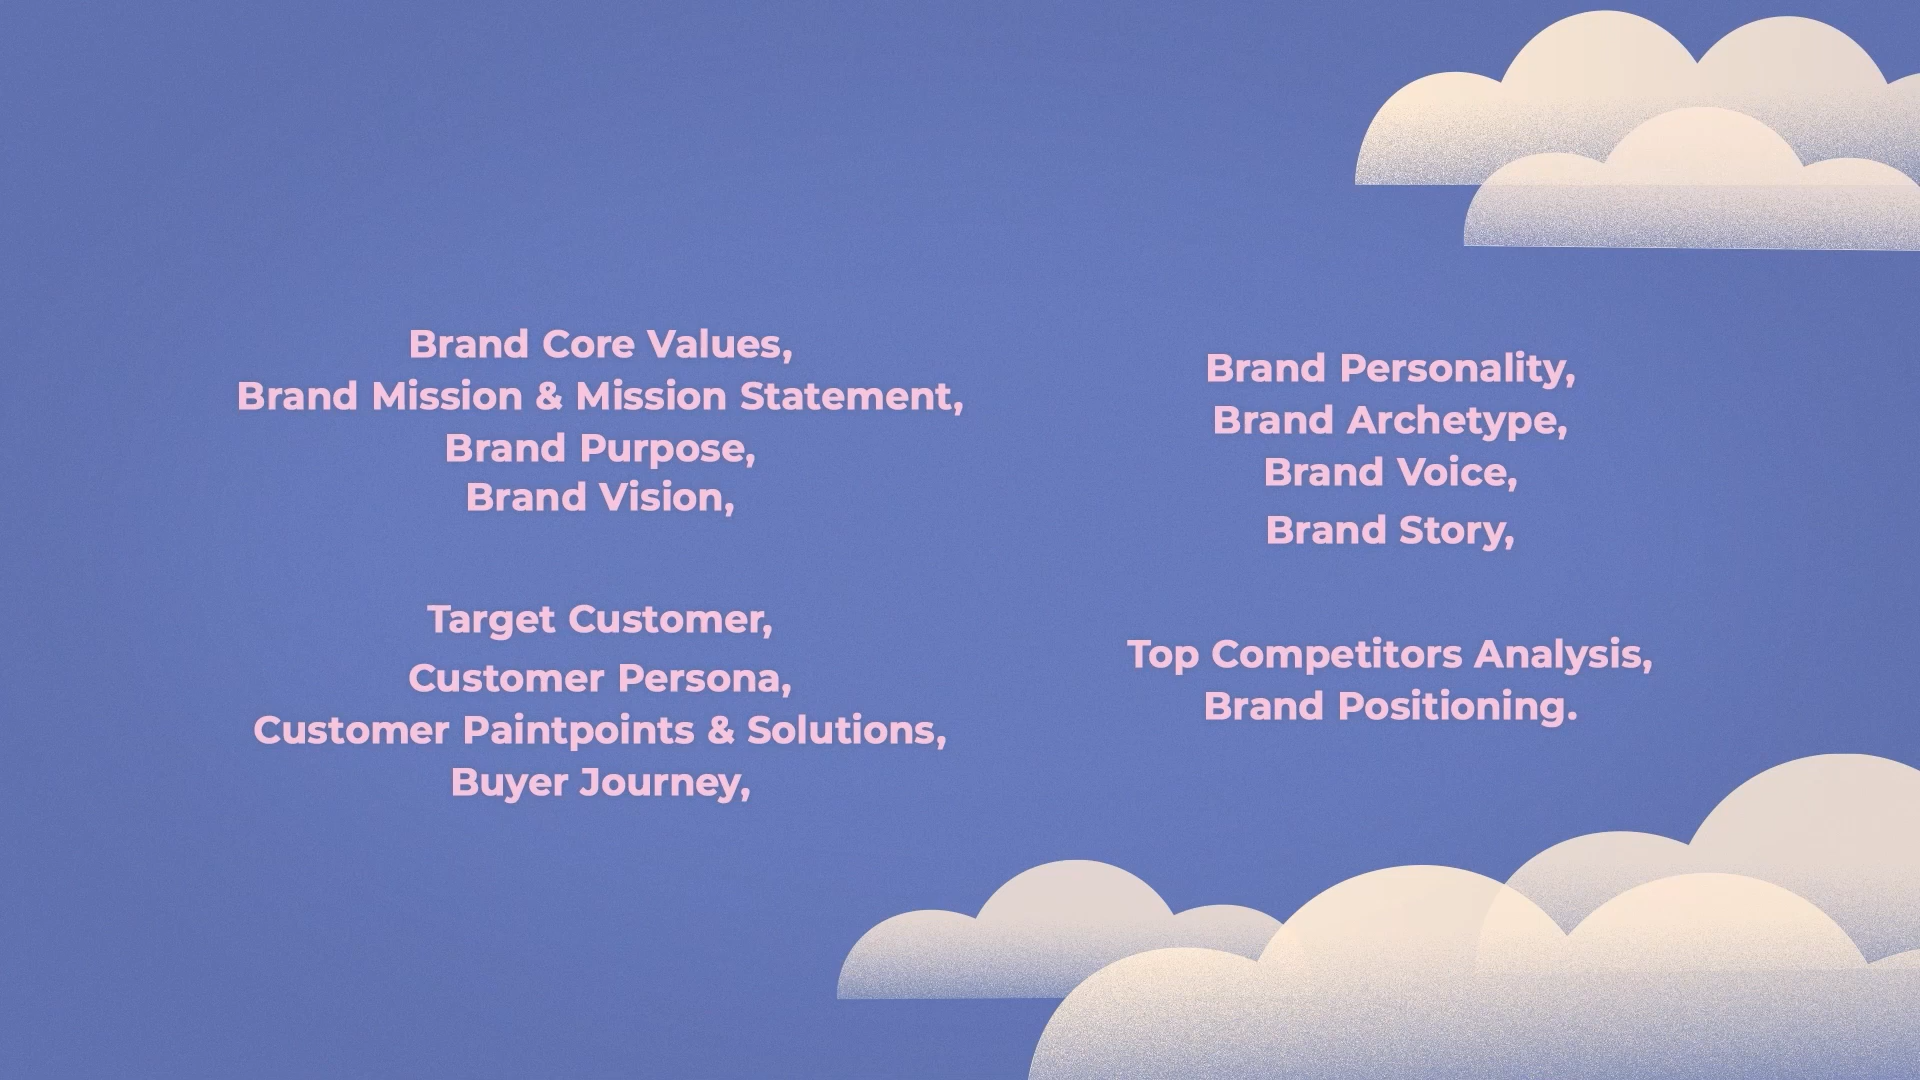 Brand Core Values,
Brand Mission & Mission Statement,
Brand Purpose,
Brand Vision,
Target Customer,
Customer Persona,
Customer Paintpoints & Solutions,
Buyer Journey,
Brand Personality,
Brand Archetype,
Brand Voice,
Brand Story,
Top Competitors Analysis,
Brand Positioning.